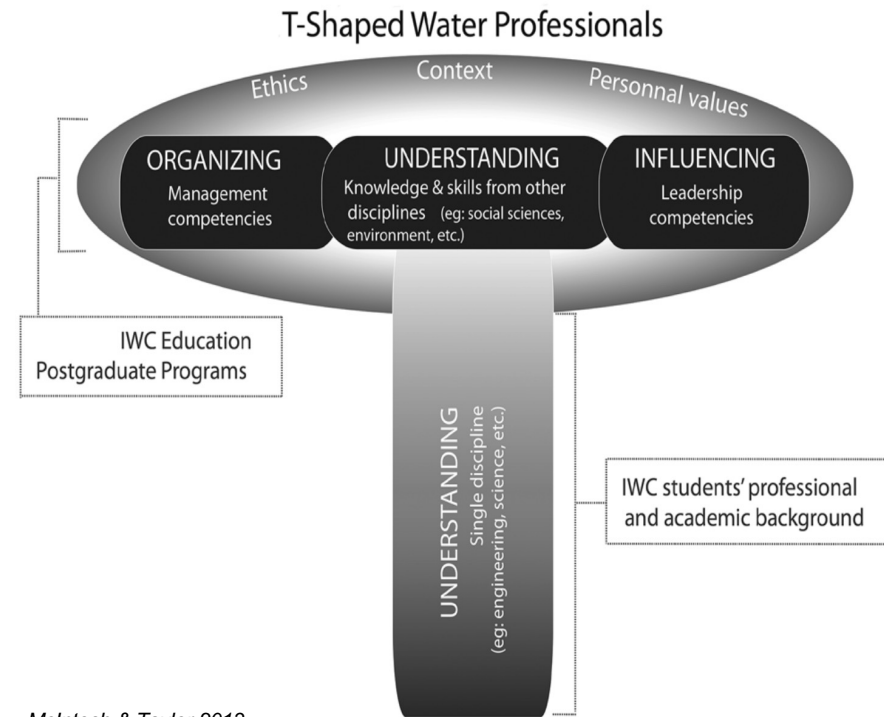 T-Shaped Water Professionals
Ethics
Context
Personnal values
ORGANIZING
Management
competencies
UNDERSTANDING
Knowledge & skills from other
disciplines (eg: social sciences,
environment, etc.)
INFLUENCING
Leadership
competencies
IWC Education
Postgraduate Programs
UNDERSTANDING
Single discipline
(eg: engineering, science, etc.)
IWC students' professional
and academic background